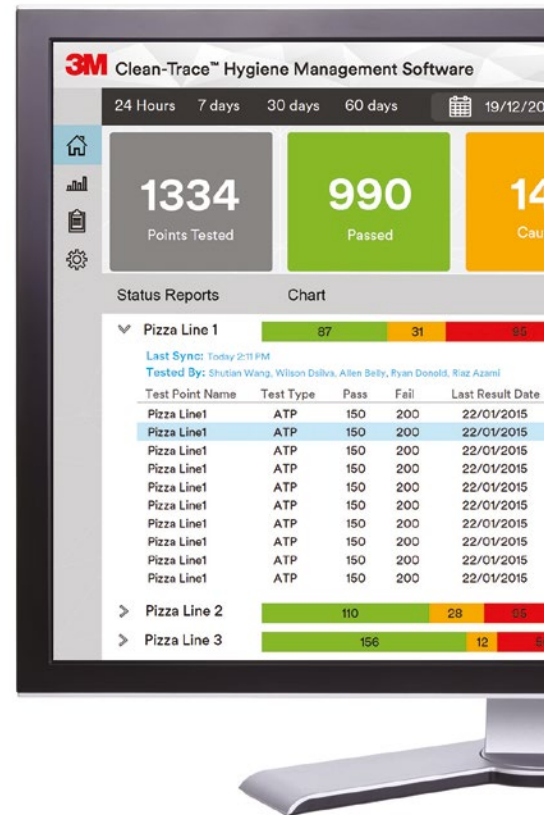 3M Clean-Trace™ Hygiene Management Software
24 Hours 7 days 30 days 60 days 19/12/20
1334 990 14
Points Tested Passed Cau
Status Reports Chart
Pizza Line 1 87 31 95
Last Sync: Today 2:11 PM
Tested By: Shutian Wang, Wilson Dsilva, Allen Belly, Ryan Donold, Riaz Azami
Test Point Name Test Type Pass Fail Last Result Date
Pizza Line1 ATP 150 200 22/01/2015
Pizza Line1 ATP 150 200 22/01/2015
Pizza Line1 ATP 150 200 22/01/2015
Pizza Line1 ATP 150 200 22/01/2015
Pizza Line1 ATP 150 200 22/01/2015
Pizza Line1 ATP 150 200 22/01/2015
Pizza Line1 ATP 150 200 22/01/2015
Pizza Line1 ATP 150 200 22/01/2015
Pizza Line1 ATP 150 200 22/01/2015
Pizza Line1 ATP 150 200 22/01/2015
Pizza Line 2 110 28 95
Pizza Line 3 156 12